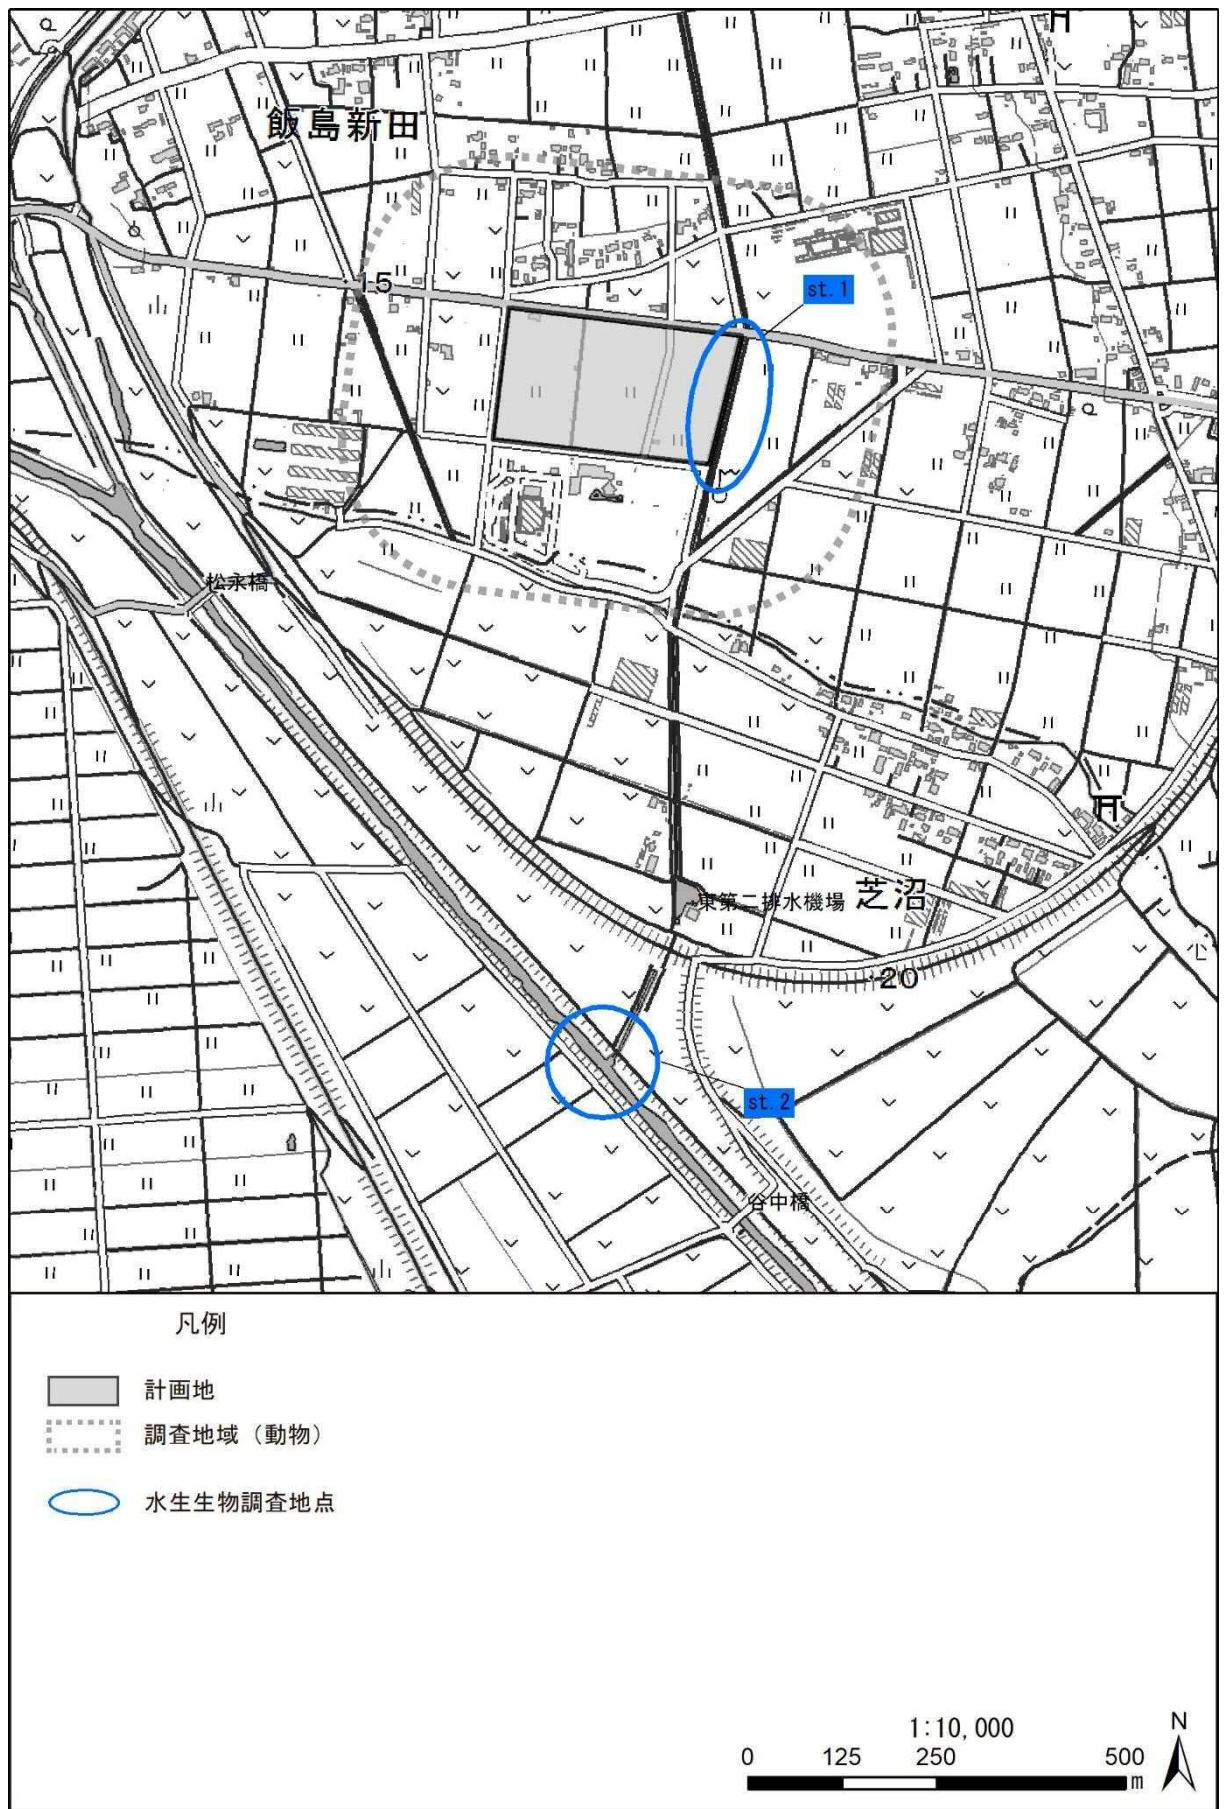 飯島新田
15
st.1
松永橋
東第二排水機場
芝沼
20
st.2
谷中橋
凡例
計画地
調査地域（動物）
水生生物調査地点
1:10,000
N
0 125 250 500
m